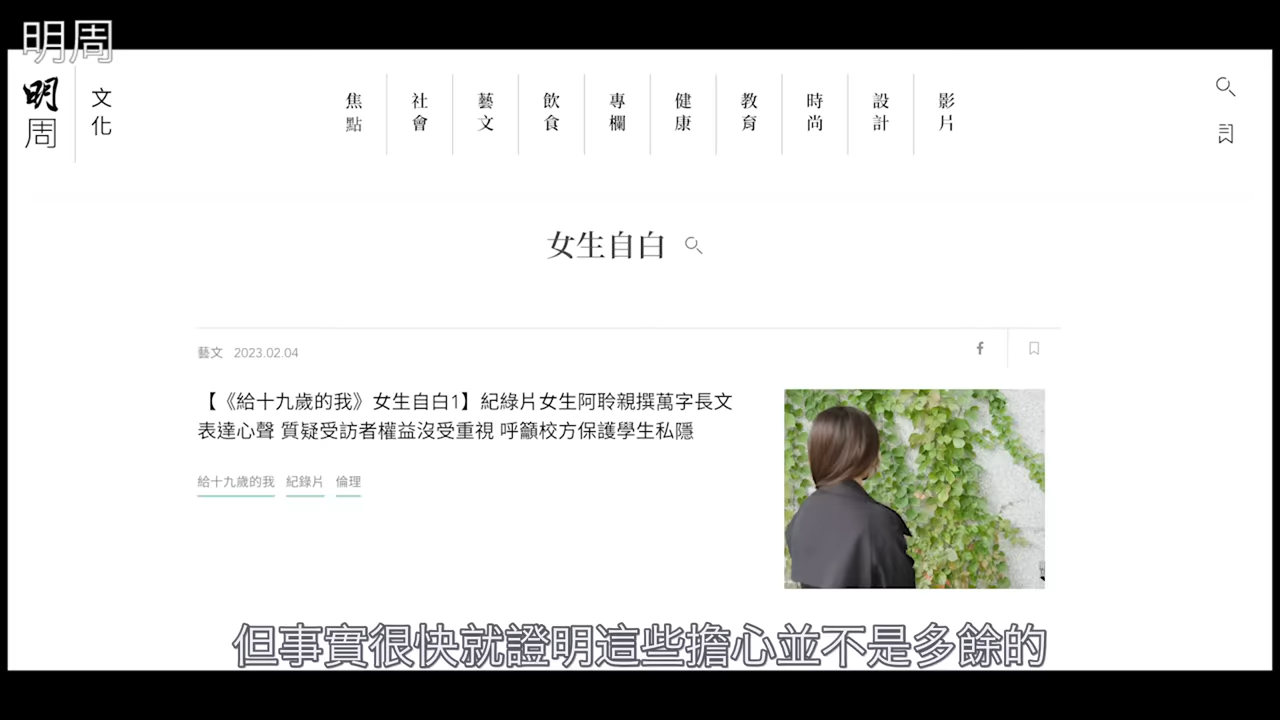 明周
明周
文化
焦點
社會
藝文
飲食
專欄
健康
教育
時尚
設計
影片
女生自白
藝文 2023.02.04
【《給十九歲的我》女生自白1】紀綠片女生阿聆親撰萬字長文
表達心聲 質疑受訪者權益沒受重視 呼籲校方保護學生私隱
給十九歲的我 紀錄片 倫理
但事實很快就證明這些擔心並不是多餘的